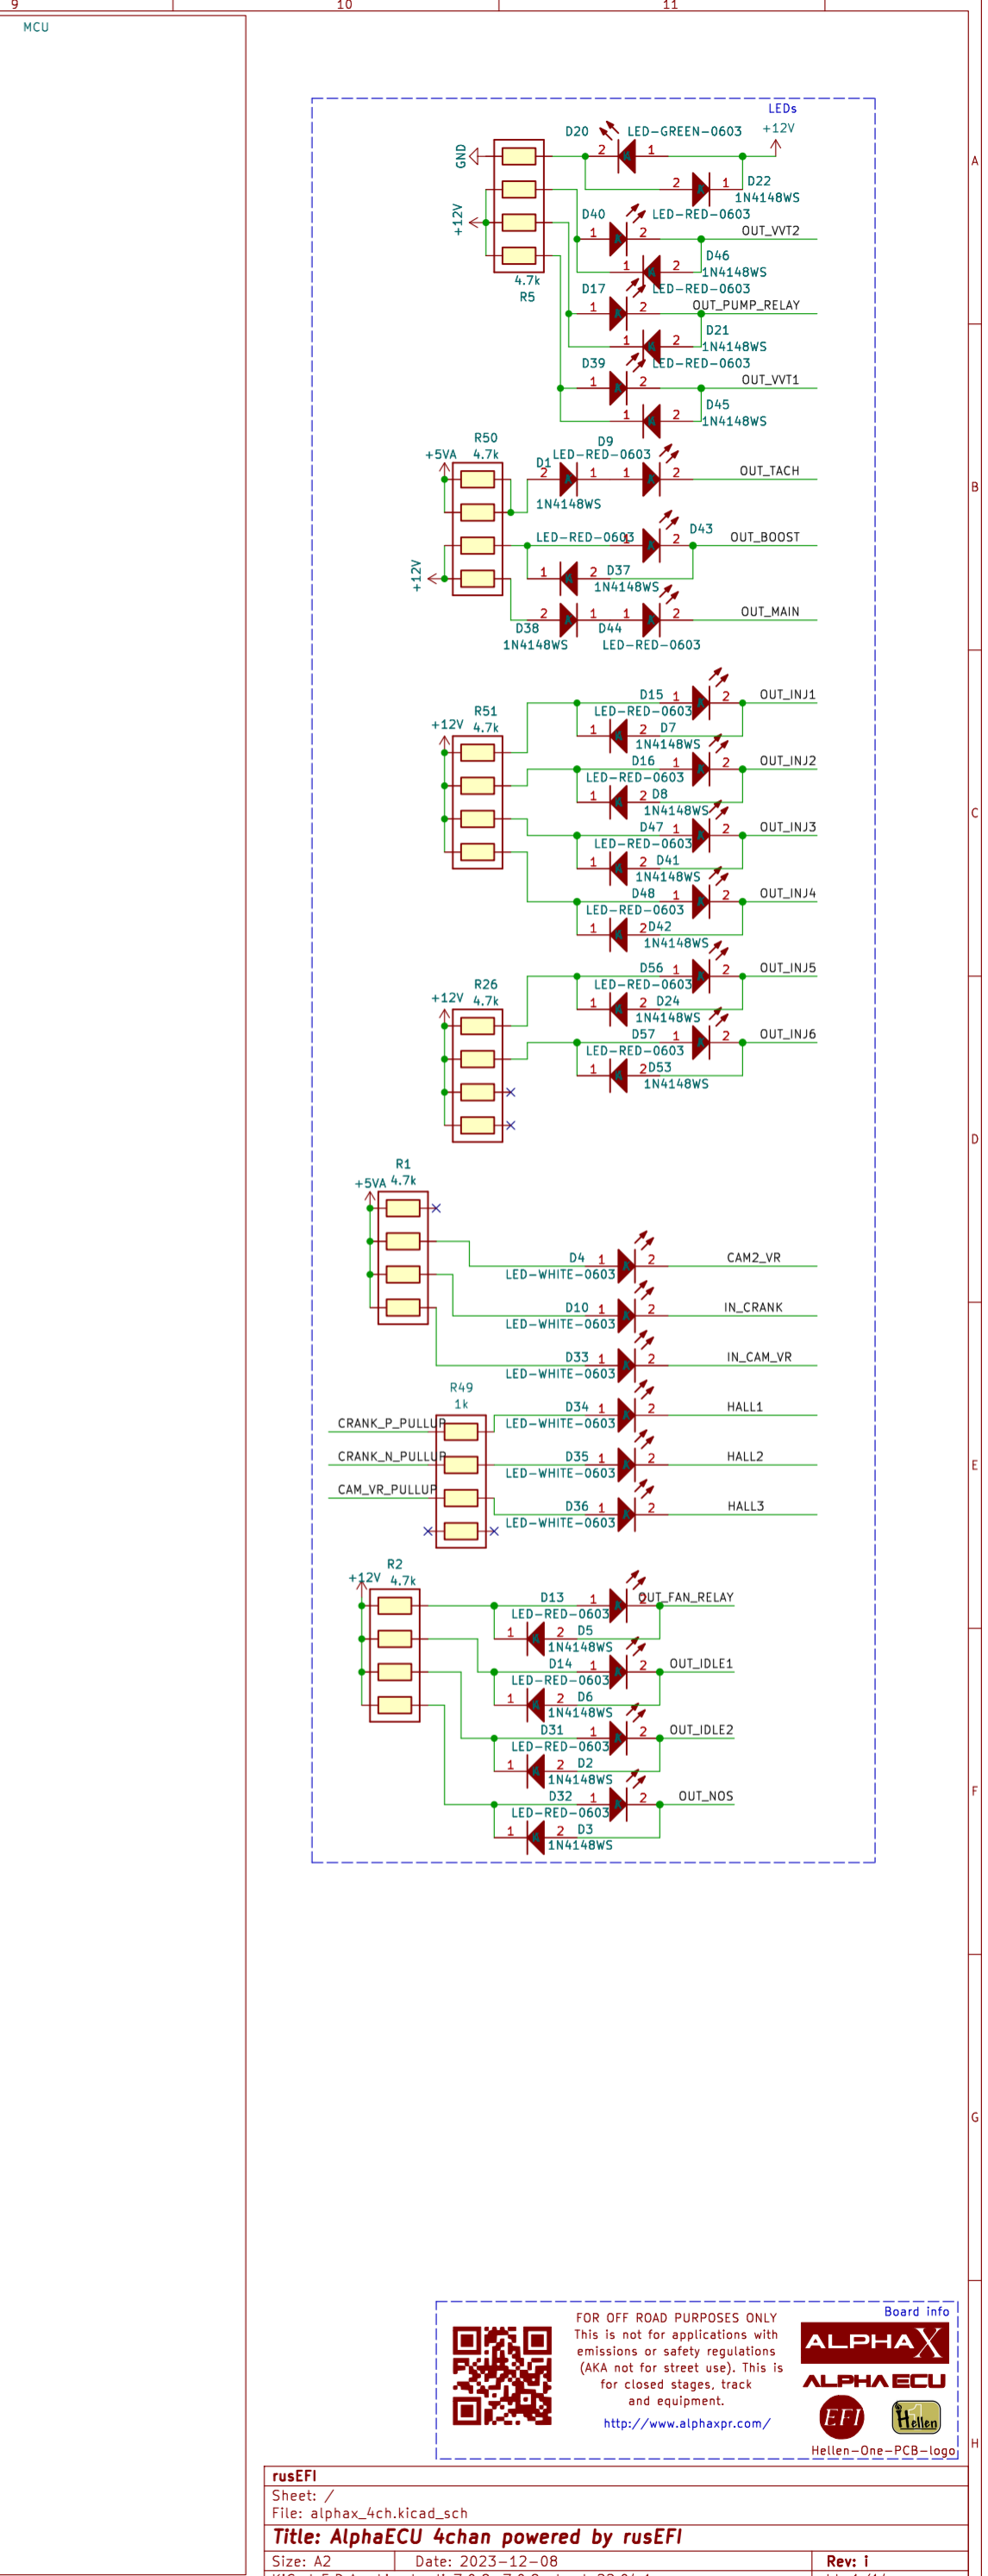 9
10
11
MCU
LEDs
D20
LED-GREEN-0603
+12V
GND
2
1
A
2
1
D22
1N4148WS
D40
LED-RED-0603
+12V
1
2
OUT_VVT2
D46
1
2
1N4148WS
4.7k
R5
D17
LED-RED-0603
1
2
OUT_PUMP_RELAY
D21
1
2
1N4148WS
D39
LED-RED-0603
1
2
OUT_VVT1
D45
1
2
1N4148WS
R50
4.7k
+5VA
D9
LED-RED-0603
D1
2
1
1
2
OUT_TACH
B
1N4148WS
LED-RED-0603
1
2
D43
OUT_BOOST
+12V
1
2
D37
1N4148WS
2
1
1
2
OUT_MAIN
D38
D44
1N4148WS
LED-RED-0603
R51
4.7k
+12V
D15
1
2
OUT_INJ1
LED-RED-0603
1
2
D7
1N4148WS
D16
1
2
OUT_INJ2
LED-RED-0603
1
2
D8
1N4148WS
C
D47
1
2
OUT_INJ3
LED-RED-0603
1
2
D41
1N4148WS
D48
1
2
OUT_INJ4
LED-RED-0603
1
2
D42
1N4148WS
R26
4.7k
+12V
D56
1
2
OUT_INJ5
LED-RED-0603
1
2
D24
1N4148WS
D57
1
2
OUT_INJ6
LED-RED-0603
1
2
D53
1N4148WS
D
R1
4.7k
+5VA
D4
1
2
CAM2_VR
LED-WHITE-0603
D10
1
2
IN_CRANK
LED-WHITE-0603
D33
1
2
IN_CAM_VR
LED-WHITE-0603
R49
1k
D34
1
2
HALL1
CRANK_P_PULLUP
LED-WHITE-0603
CRANK_N_PULLUP
D35
1
2
HALL2
E
LED-WHITE-0603
CAM_VR_PULLUP
D36
1
2
HALL3
LED-WHITE-0603
R2
4.7k
+12V
D13
1
2
OUT_FAN_RELAY
LED-RED-0603
1
2
D5
1N4148WS
D14
1
2
OUT_IDLE1
LED-RED-0603
1
2
D6
1N4148WS
D31
1
2
OUT_IDLE2
LED-RED-0603
1
2
D2
1N4148WS
F
D32
1
2
OUT_NOS
LED-RED-0603
1
2
D3
1N4148WS
G
Board info
FOR OFF ROAD PURPOSES ONLY
This is not for applications with
emissions or safety regulations
(AKA not for street use). This is
for closed stages, track
and equipment.
http://www.alphaxpr.com/
ALPHAX
ALPHA ECU
EFI
Hellen
Hellen-One-PCB-logo
H
rusEFI
Sheet: /
File: alphax_4ch.kicad_sch
Title: AlphaECU 4chan powered by rusEFI
Size: A2
Date: 2023-12-08
Rev: i